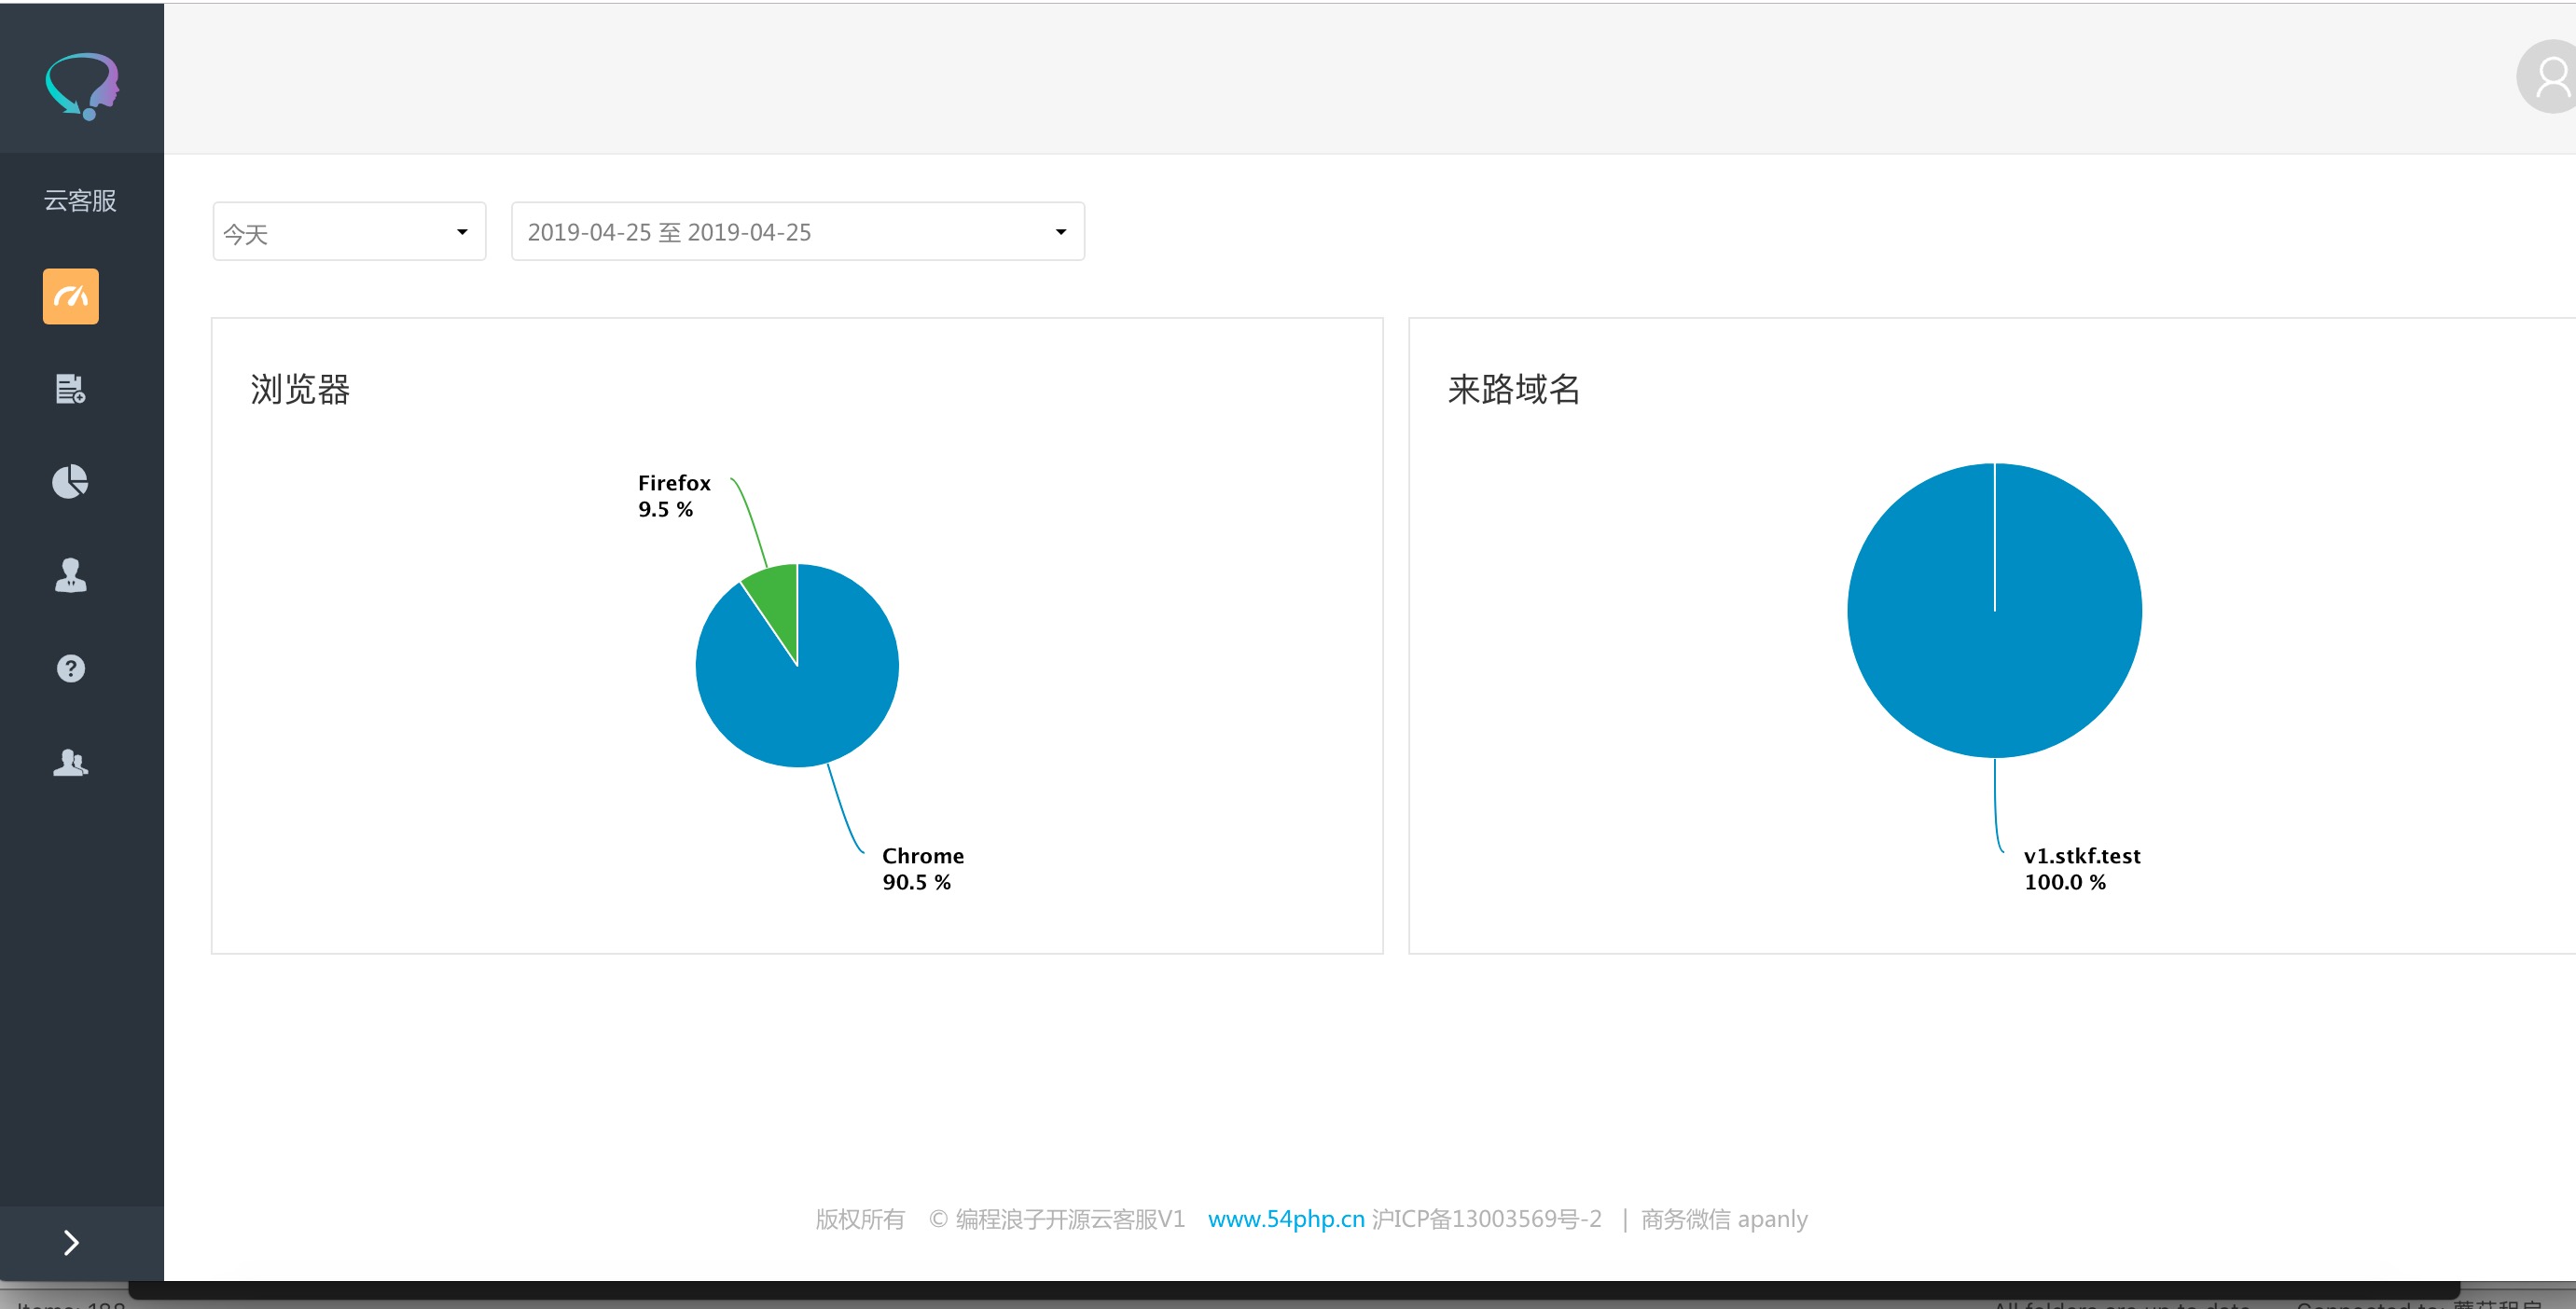 云客服
今天
2019-04-25 至 2019-04-25
浏览器
Firefox
9.5 %
Chrome
90.5 %
来路域名
v1.stkf.test
100.0 %
版权所有 © 编程浪子开源云客服V1 www.54php.cn 沪ICP备13003569号-2 | 商务微信 apanly